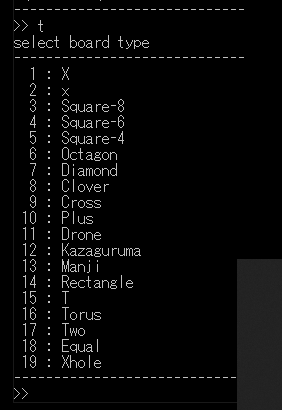 --------------------------------
>> t
select board type
--------------------------------
1 : X
2 : x
3 : Square-8
4 : Square-6
5 : Square-4
6 : Octagon
7 : Diamond
8 : Clover
9 : Cross
10 : Plus
11 : Drone
12 : Kazaguruma
13 : Manji
14 : Rectangle
15 : T
16 : Torus
17 : Two
18 : Equal
19 : Xhole
--------------------------------
>>